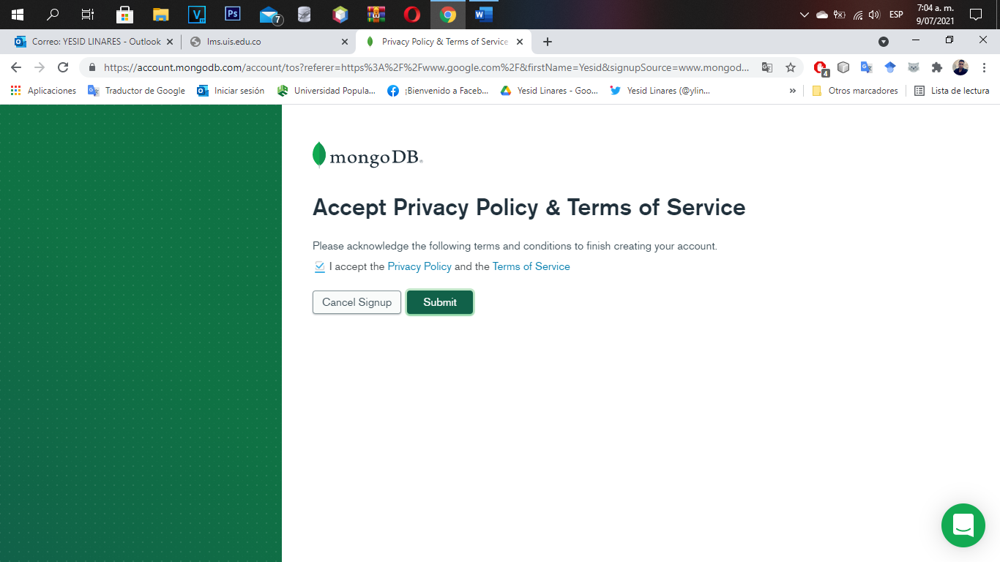 Ps
7
W
ESP
7:04 a. m.
9/07/2021
Correo: YESID LINARES - Outlook
lms.uis.edu.co
Privacy Policy & Terms of Service
https://account.mongodb.com/account/tos?referer=https%3A%2F%2Fwww.google.com%2F&firstName=Yesid&signupSource=www.mongod...
4
Aplicaciones
Traductor de Google
Iniciar sesión
Universidad Popula...
¡Bienvenido a Faceb...
Yesid Linares - Goo...
Yesid Linares (@ylin...
»
Otros marcadores
Lista de lectura
mongoDB®
Accept Privacy Policy & Terms of Service
Please acknowledge the following terms and conditions to finish creating your account.
I accept the Privacy Policy and the Terms of Service
Cancel Signup
Submit